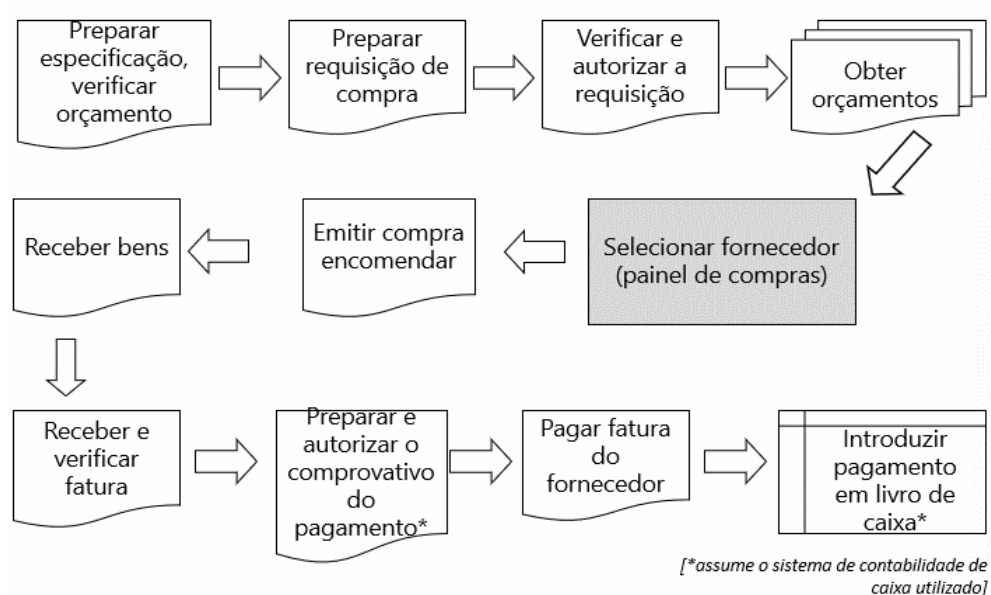 Preparar
especificação,
verificar
orçamento
Preparar
requisição de
compra
Verificar e
autorizar a
requisição
Obter
orçamentos
Receber bens
Emitir compra
encomendar
Selecionar fornecedor
(painel de compras)
Receber e
verificar
fatura
Preparar e
autorizar o
comprovativo
do
pagamento*
Pagar fatura
do
fornecedor
Introduzir
pagamento
em livro de
caixa*
[*assume o sistema de contabilidade de
caixa utilizado]